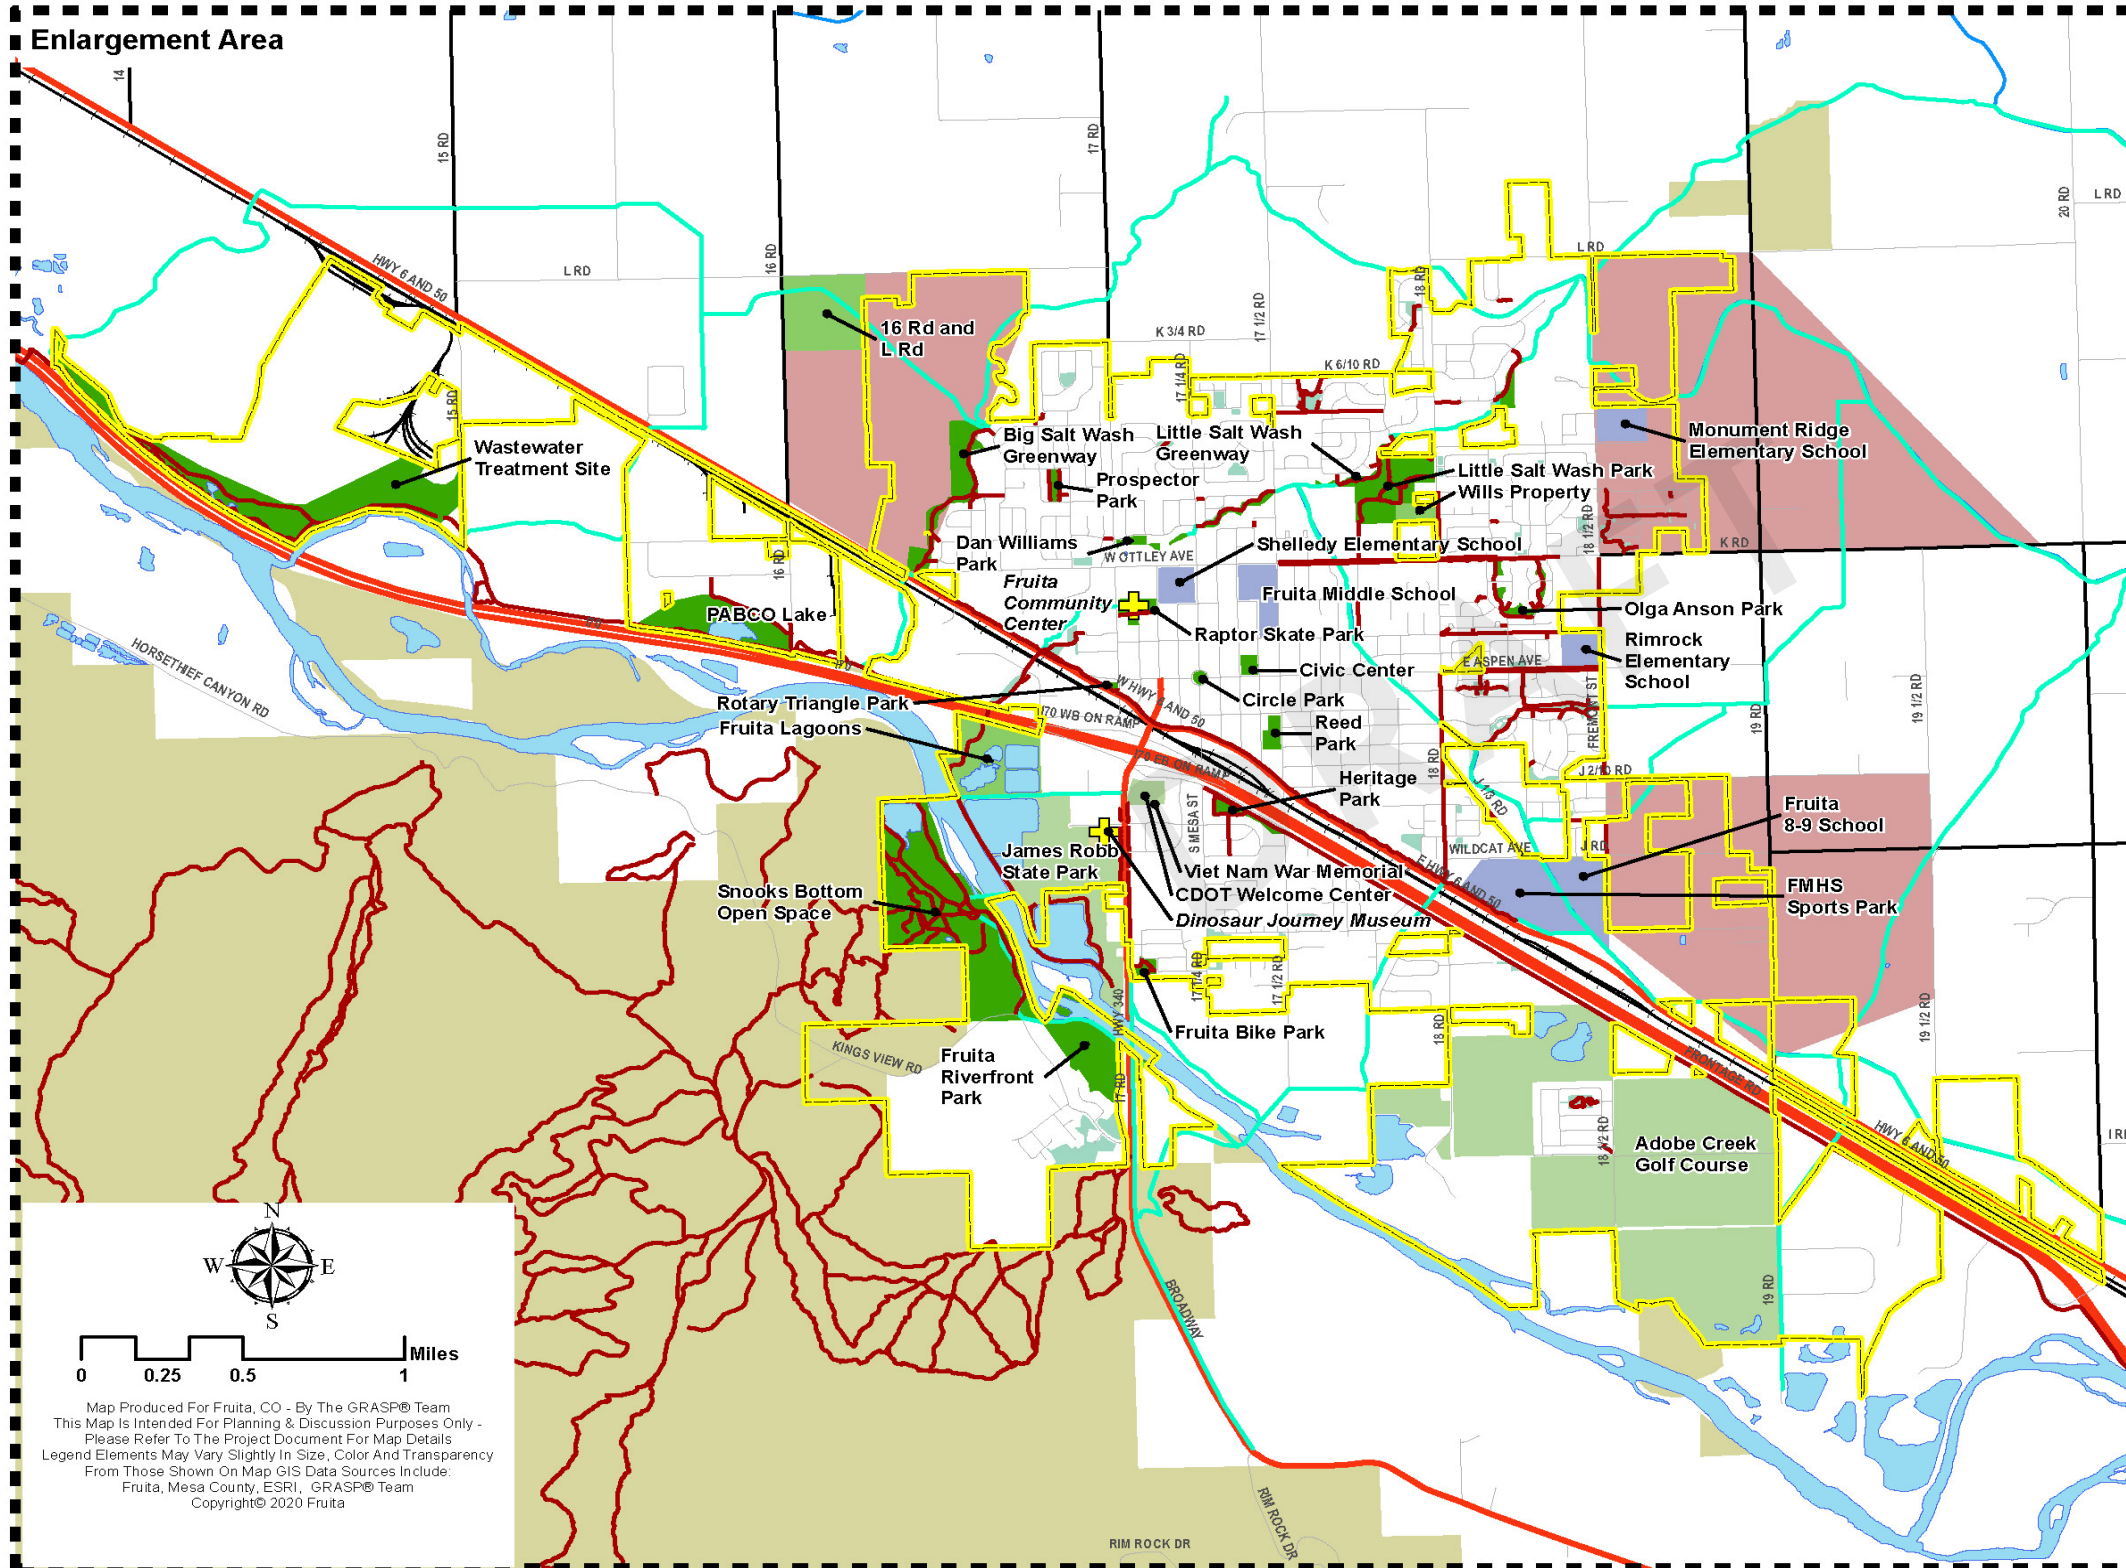 Enlargement Area
14
15 RD
17 RD
20 RD
L RD
16 RD
L RD
HWY 6 AND 50
L RD
18 RD
16 Rd and
L Rd
K 3/4 RD
17 1/2 RD
17 1/4 RD
K 6/10 RD
15 RD
Big Salt Wash
Greenway
Little Salt Wash
Greenway
Monument Ridge
Elementary School
Wastewater
Treatment Site
Prospector
Park
Little Salt Wash Park
Wills Property
18 1/2 RD
K RD
Dan Williams
Park
W OTTLEY AVE
Shelledy Elementary School
16 RD
Fruita
Community
Center
Fruita Middle School
Olga Anson Park
PABCO Lake
Raptor Skate Park
Rimrock
Elementary
School
HORSETHIEF CANYON RD
I70
I70
Civic Center
E ASPEN AVE
Circle Park
Rotary Triangle Park
W HWY 6 AND 50
I70 WB ON RAMP
Fruita Lagoons
Reed
Park
FREMONT ST
19 RD
19 1/2 RD
I70 EB ON RAMP
18 RD
J 2/10 RD
Heritage
Park
J 1/3 RD
S MESA ST
Fruita
8-9 School
James Robb
State Park
WILDCAT AVE
J RD
Viet Nam War Memorial
CDOT Welcome Center
Dinosaur Journey Museum
E HWY 6 AND 50
FMHS
Sports Park
Snooks Bottom
Open Space
17 1/4 RD
17 1/2 RD
HWY 340
Fruita Bike Park
18 RD
19 1/2 RD
KINGS VIEW RD
Fruita
Riverfront
Park
17 RD
FRONTAGE RD
18 1/2 RD
Adobe Creek
Golf Course
HWY 6 AND 50
I RD
N
W
E
S
BROADWAY
19 RD
Miles
0
0.25
0.5
1
Map Produced For Fruita, CO - By The GRASP® Team
This Map Is Intended For Planning & Discussion Purposes Only -
Please Refer To The Project Document For Map Details
Legend Elements May Vary Slightly In Size, Color And Transparency
From Those Shown On Map GIS Data Sources Include:
Fruita, Mesa County, ESRI, GRASP® Team
Copyright© 2020 Fruita
RIM ROCK DR
RIM ROCK DR
DRAFT